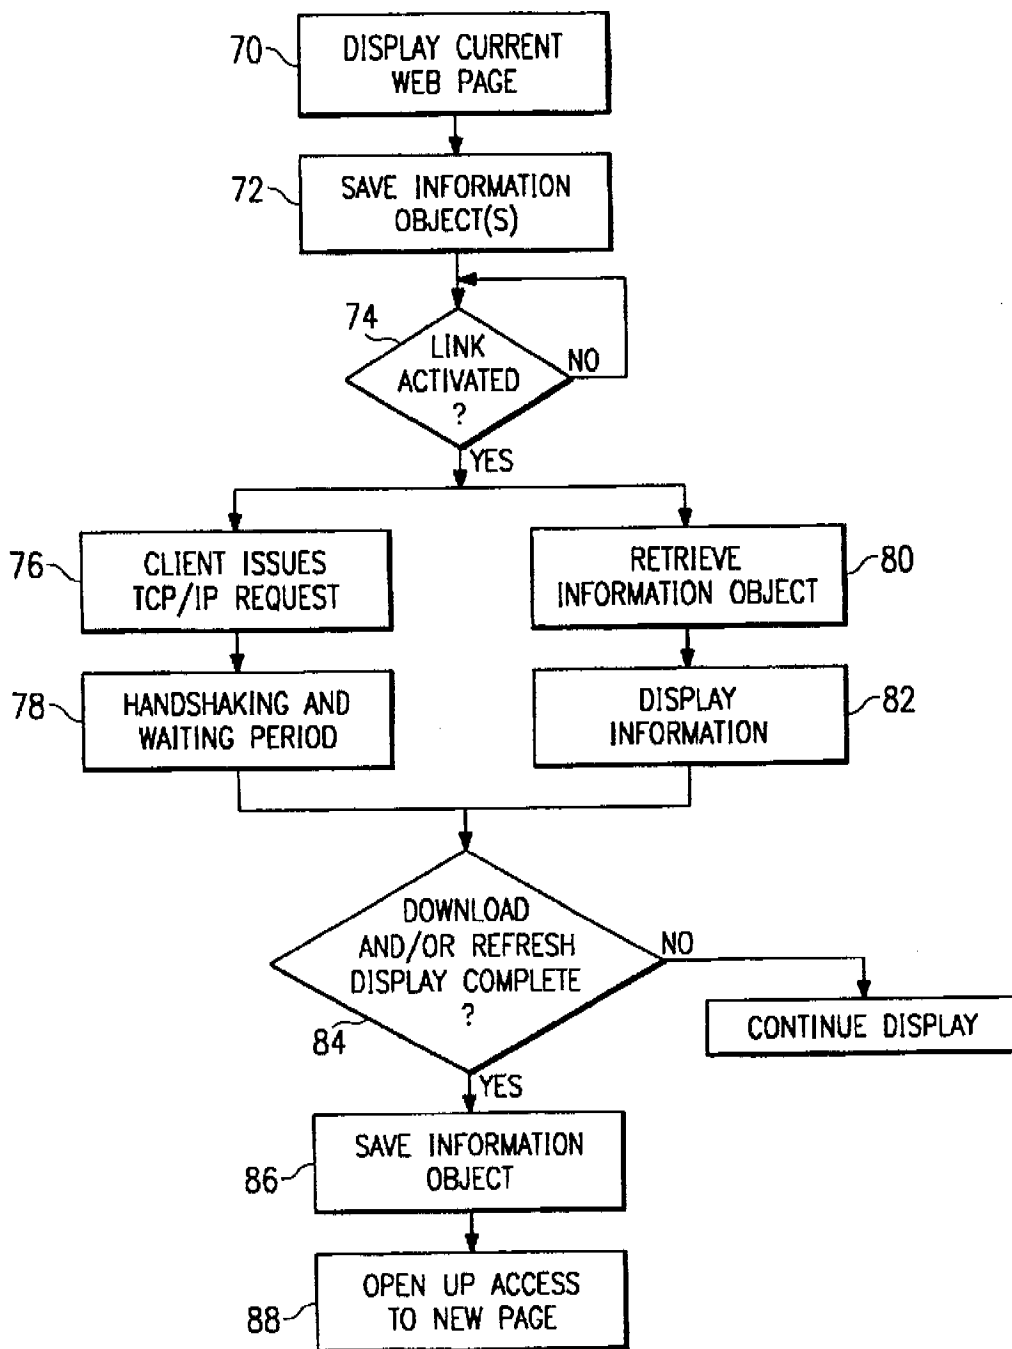 70
DISPLAY CURRENT
WEB PAGE
72
SAVE INFORMATION
OBJECT(S)
74
LINK
ACTIVATED
?
NO
YES
76
CLIENT ISSUES
TCP/IP REQUEST
RETRIEVE
INFORMATION OBJECT
80
78
HANDSHAKING AND
WAITING PERIOD
DISPLAY
INFORMATION
82
DOWNLOAD
AND/OR REFRESH
DISPLAY COMPLETE
?
84
NO
CONTINUE DISPLAY
YES
86
SAVE INFORMATION
OBJECT
88
OPEN UP ACCESS
TO NEW PAGE